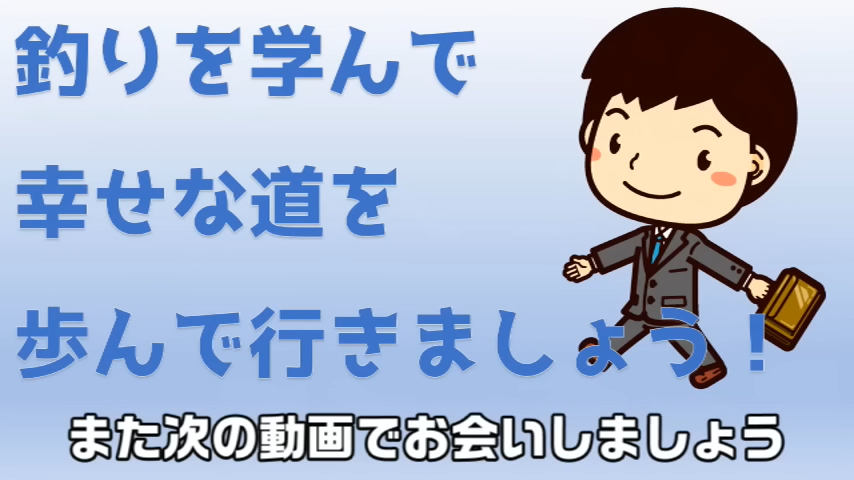 釣りを学んで
幸せな道を
歩んで行きましょう！
また次の動画でお会いしましょう